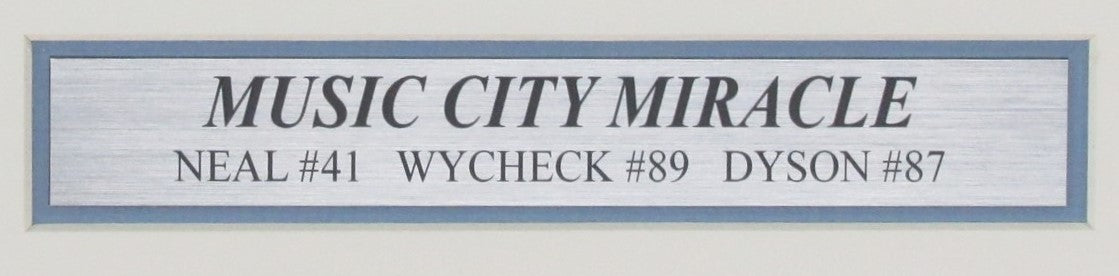 MUSIC CITY MIRACLE
NEAL #41 WYCHECK #89 DYSON #87